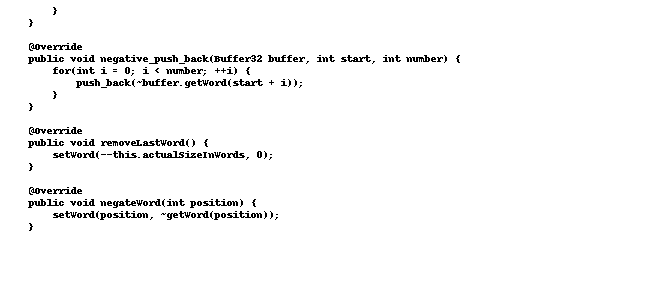 }
    }

    @Override
    public void negative_push_back(Buffer32 buffer, int start, int number) {
        for(int i = 0; i < number; ++i) {
            push_back(~buffer.getWord(start + i));
        }
    }

    @Override
    public void removeLastWord() {
        setWord(--this.actualSizeInWords, 0);
    }

    @Override
    public void negateWord(int position) {
        setWord(position, ~getWord(position));
    }